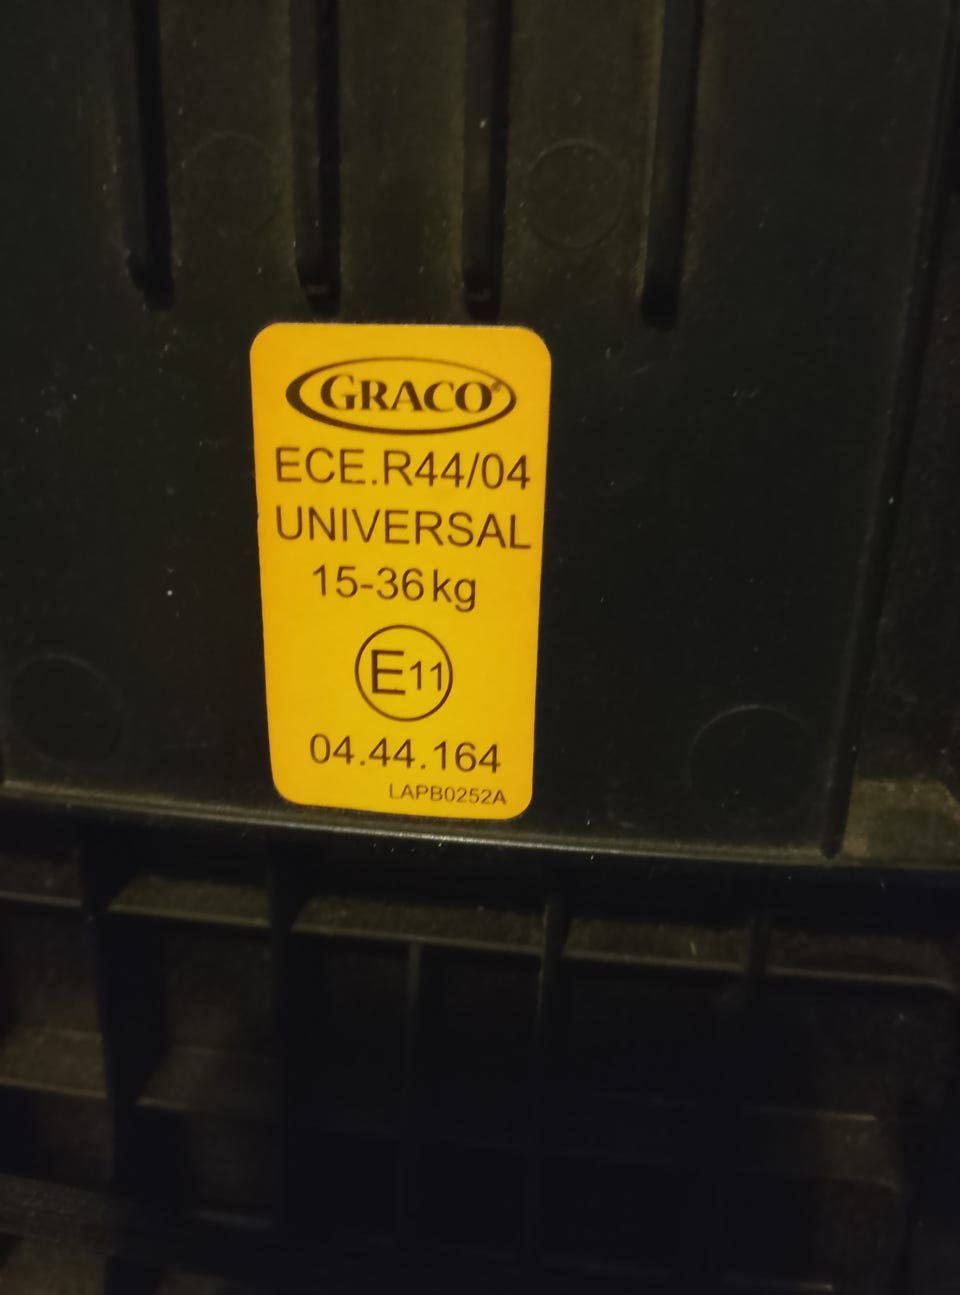 GRACO®
ECE.R44/04
UNIVERSAL
15-36kg
E11
04.44.164
LAPB0252A